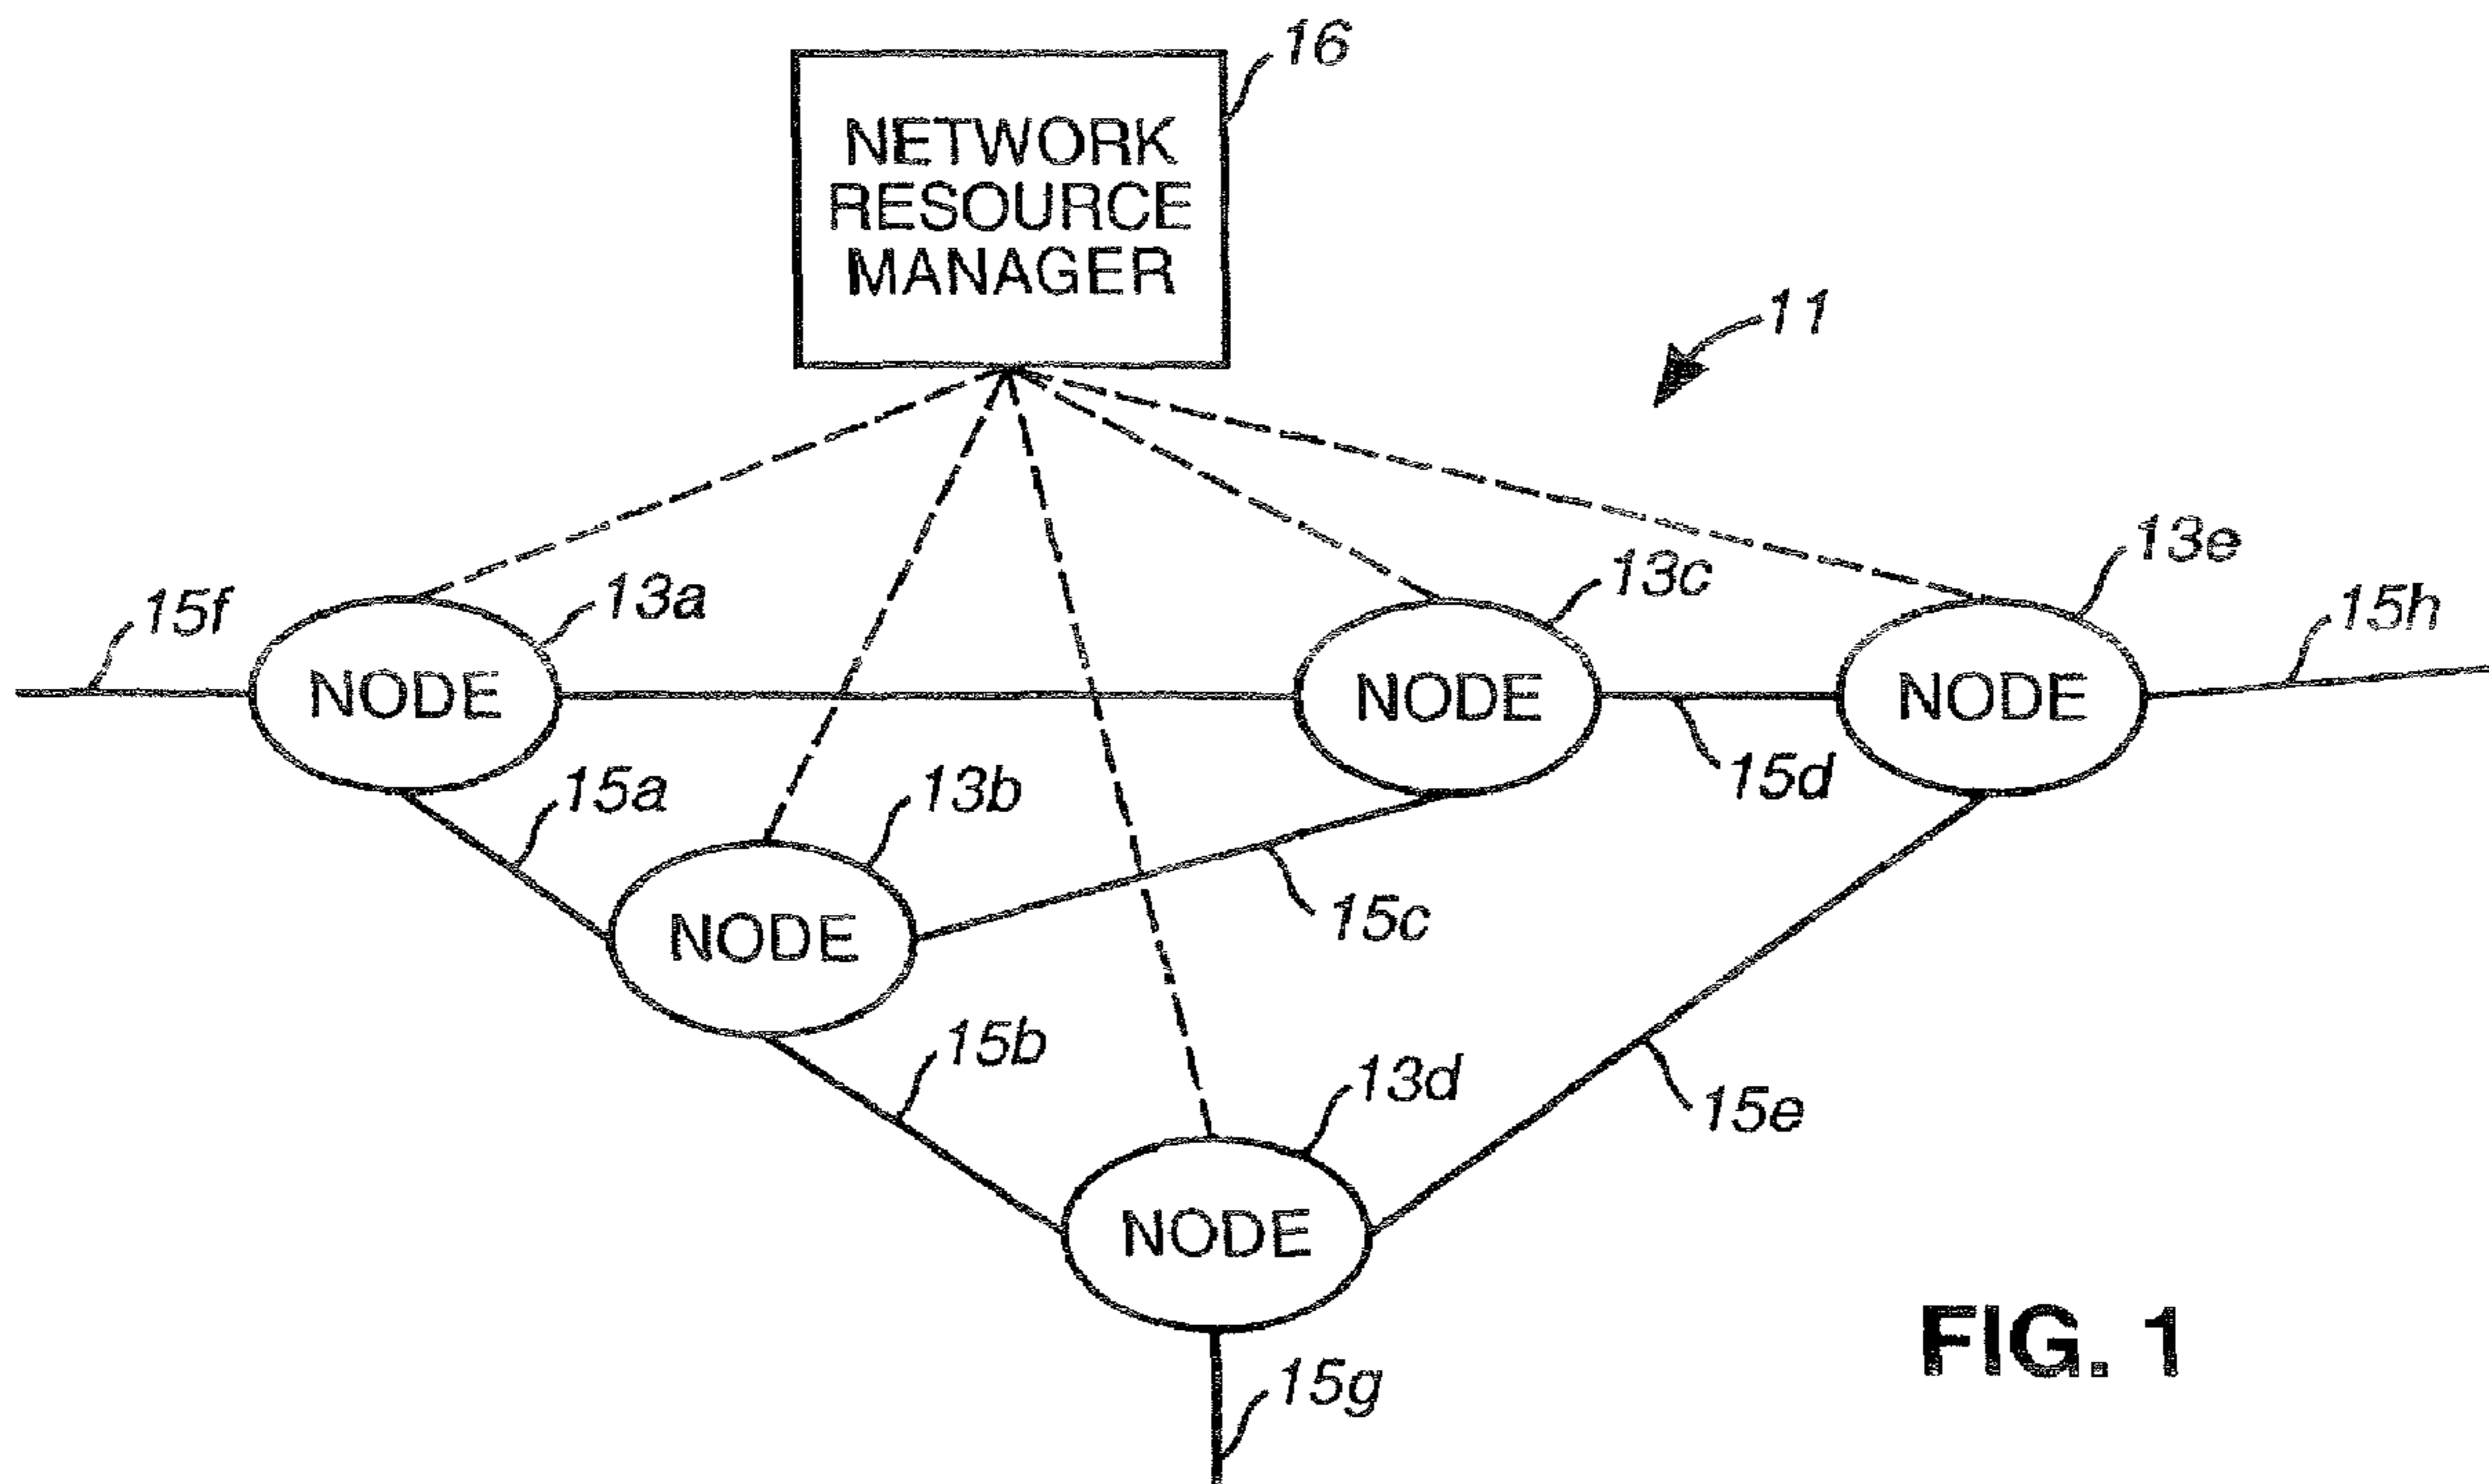 16
NETWORK
RESOURCE
MANAGER
11
13e
13c
13a
15f
15h
NODE
NODE
NODE
15d
15a
13b
15c
NODE
15b
13d
15e
NODE
FIG. 1
15g